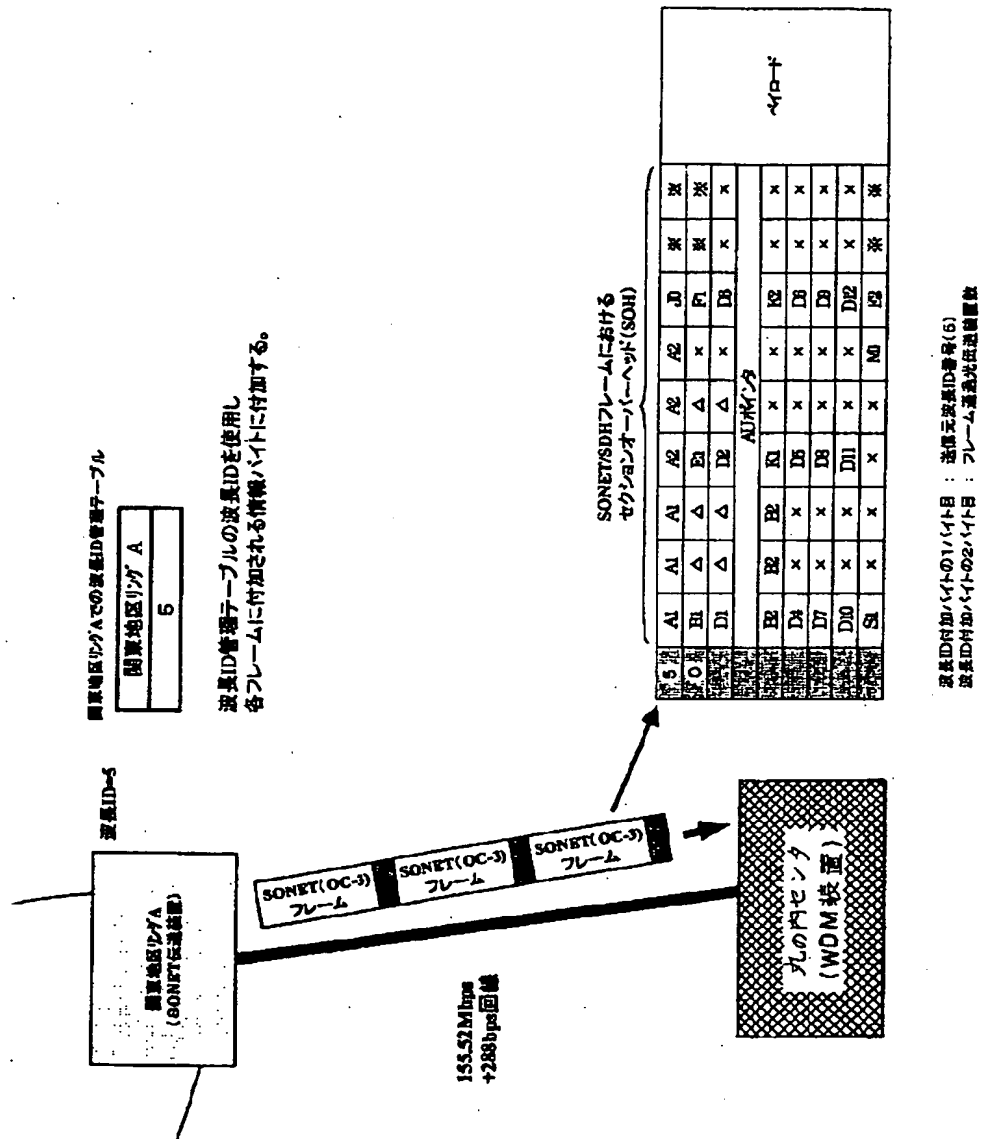 関東地区リングAでの波長ID管理テーブル
関東地区リング A
5
波長ID管理テーブルの波長IDを使用し
各フレームに付加される情報バイトに付加する。
波長ID=5
関東地区リングA
(SONET伝送装置)
SONET(OC-3)
フレーム
SONET(OC-3)
フレーム
SONET(OC-3)
フレーム
155.52Mbps
+288bps回線
丸の内センタ
(WDM装置)
SONET/SDHフレームにおける
セクションオーバーヘッド(SOH)
5 A1 A1 A1 A2 A2 A2 J0 ※ ※
0 B1 △ △ E1 △ × F1 ※ ※
D1 △ △ D2 △ × D3 × ×
AUポインタ
B2 B2 B2 K1 × × K2 × ×
D4 × × D5 × × D6 × ×
D7 × × D8 × × D9 × ×
D10 × × D11 × × D12 × ×
S1 × × × × M1 E2 ※ ※
ペイロード
波長ID付加バイトの1バイト目 : 送信元波長ID番号(5)
波長ID付加バイトの2バイト目 : フレーム通過光伝送装置数